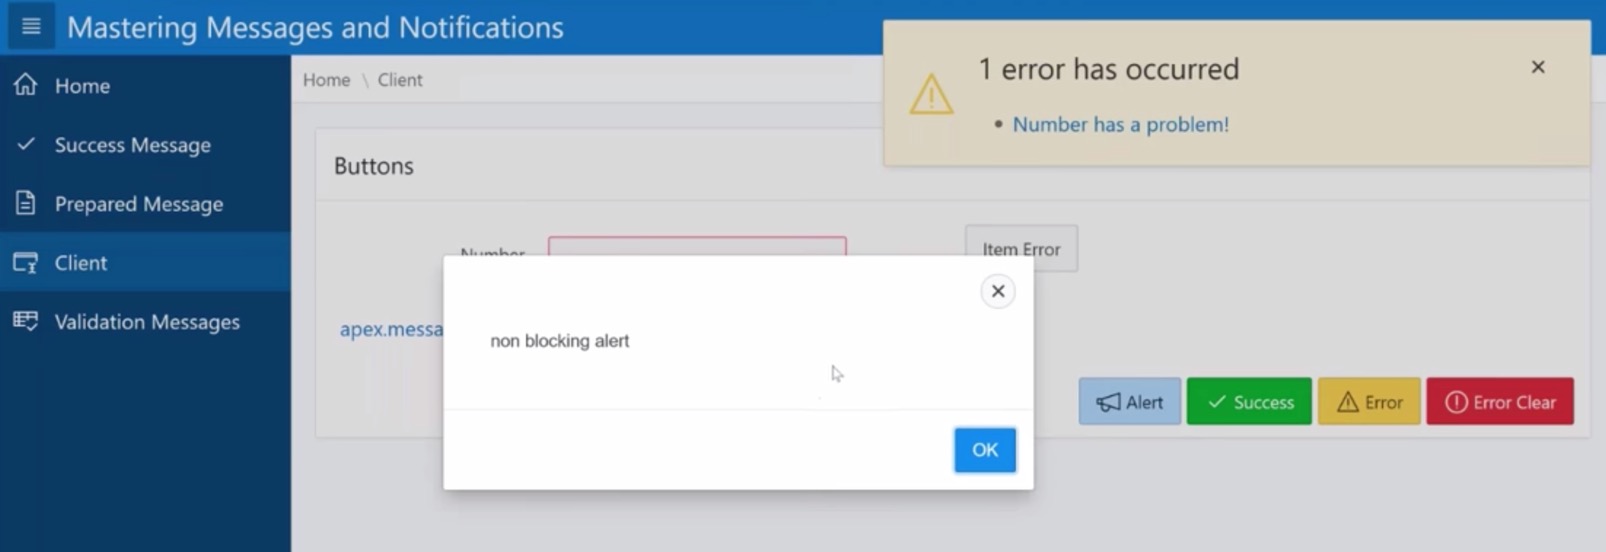 Mastering Messages and Notifications
Home
Success Message
Prepared Message
Client
Validation Messages
Home \ Client
1 error has occurred
• Number has a problem!
Buttons
Number
Item Error
apex.messa
non blocking alert
OK
Alert
Success
Error
Error Clear